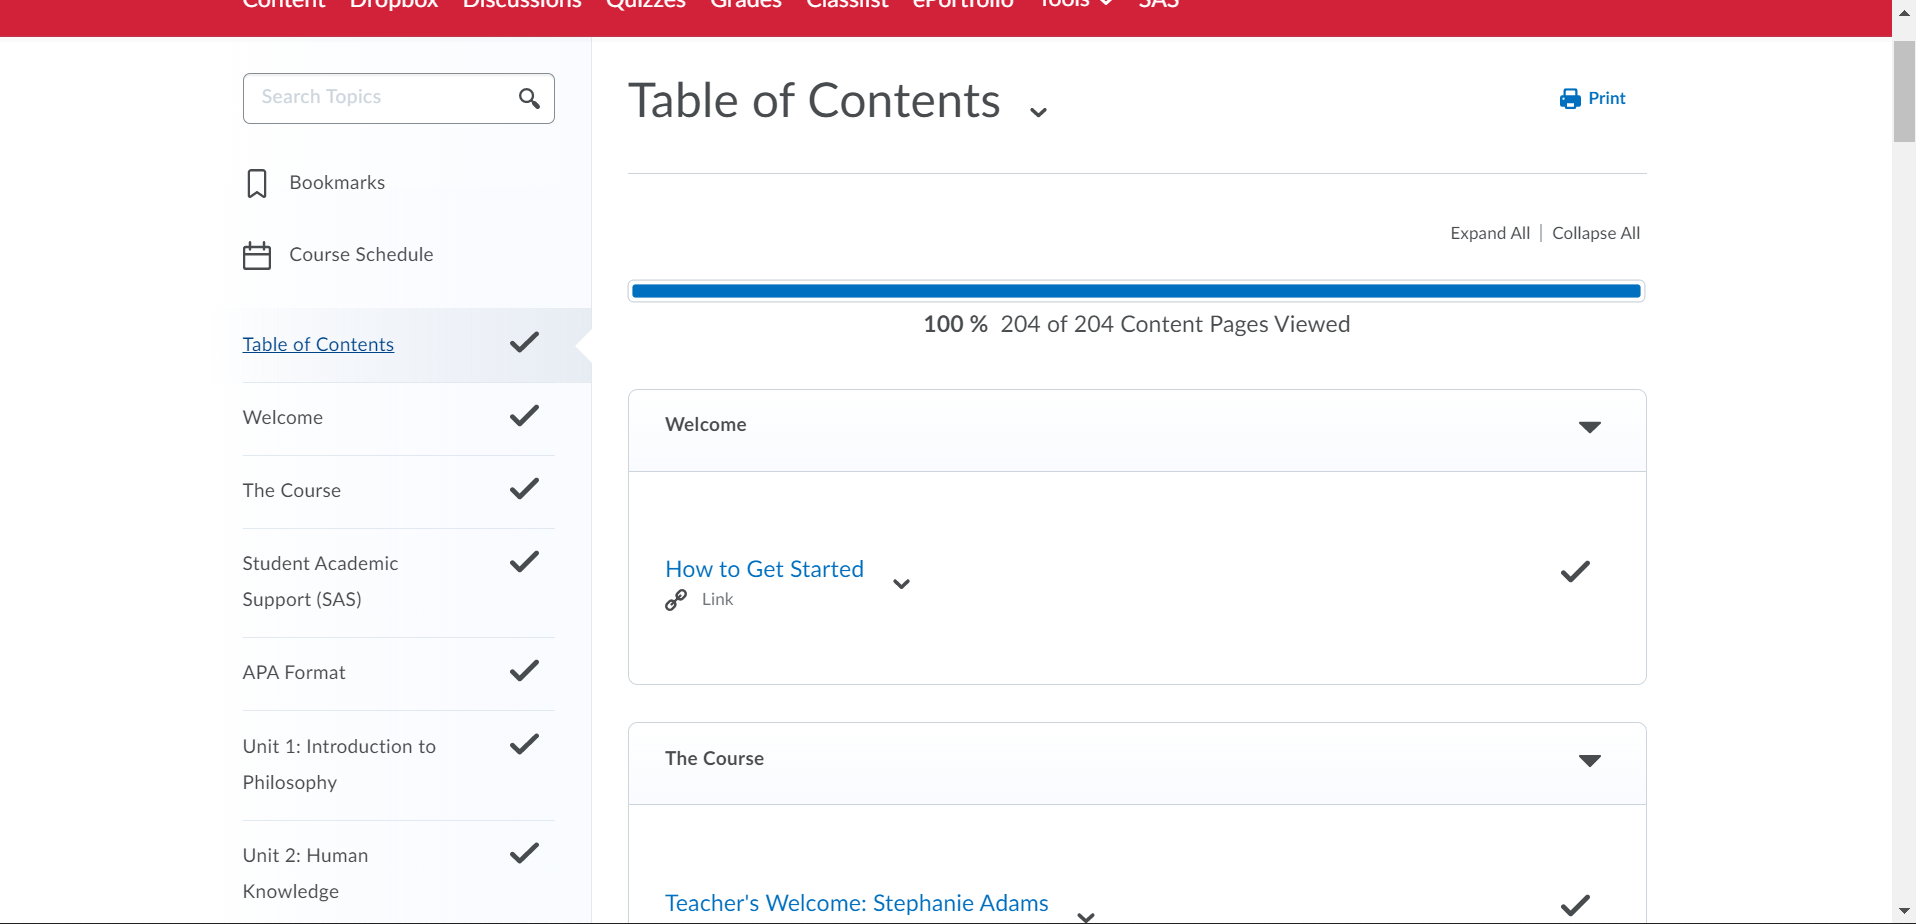 Content Dropbox Discussions Quizzes Grades Classlist ePortfolio Tools SAS
Search Topics
Bookmarks
Course Schedule
Table of Contents
Welcome
The Course
Student Academic
Support (SAS)
APA Format
Unit 1: Introduction to
Philosophy
Unit 2: Human
Knowledge
Table of Contents
Print
Expand All | Collapse All
100 % 204 of 204 Content Pages Viewed
Welcome
How to Get Started
Link
The Course
Teacher's Welcome: Stephanie Adams